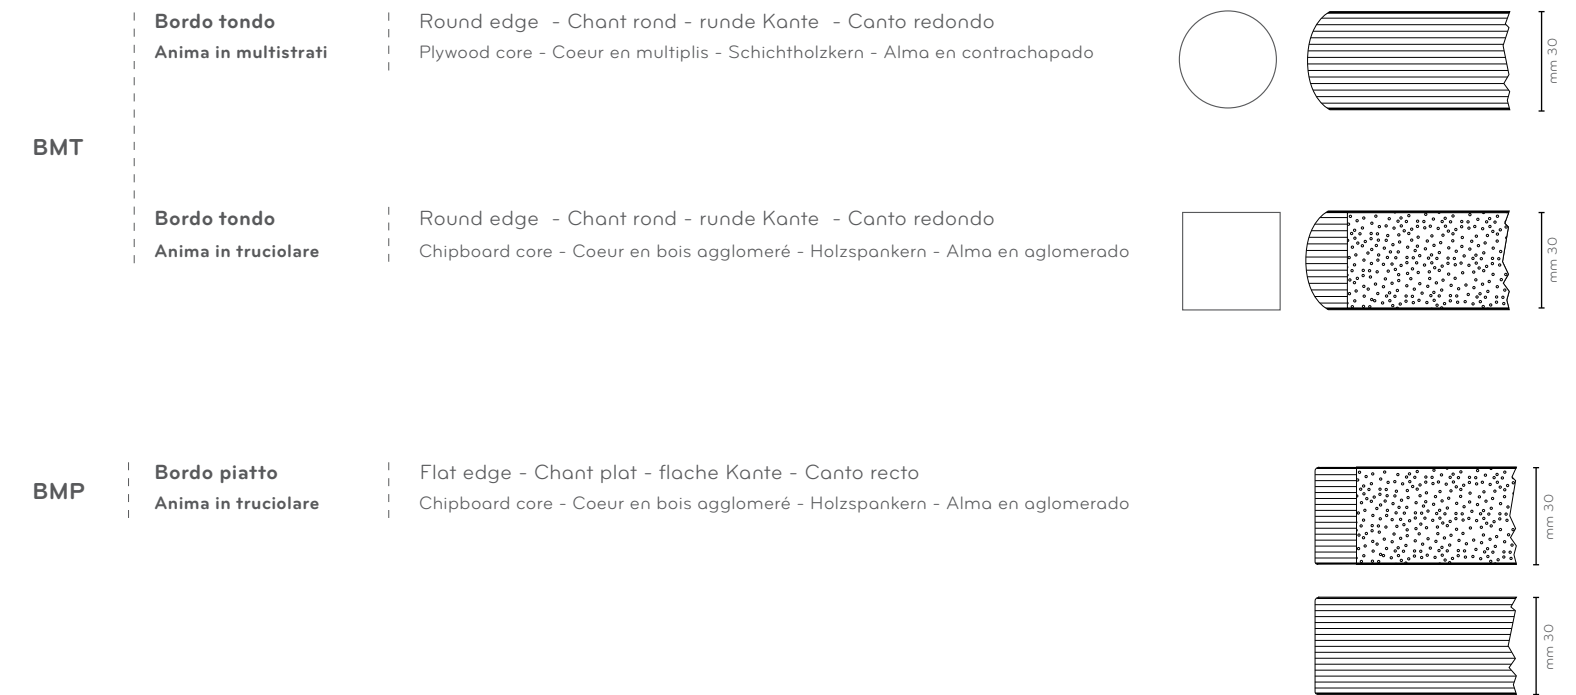 Bordo tondo
Round edge - Chant rond - runde Kante - Canto redondo
Anima in multistrati
Plywood core - Coeur en multiplis - Schichtholzkern - Alma en contrachapado
mm 30
BMT
Bordo tondo
Round edge - Chant rond - runde Kante - Canto redondo
Anima in truciolare
Chipboard core - Coeur en bois aggloméré - Holzspankern - Alma en aglomerado
mm 30
BMP
Bordo piatto
Flat edge - Chant plat - flache Kante - Canto recto
Anima in truciolare
Chipboard core - Coeur en bois aggloméré - Holzspankern - Alma en aglomerado
mm 30
mm 30